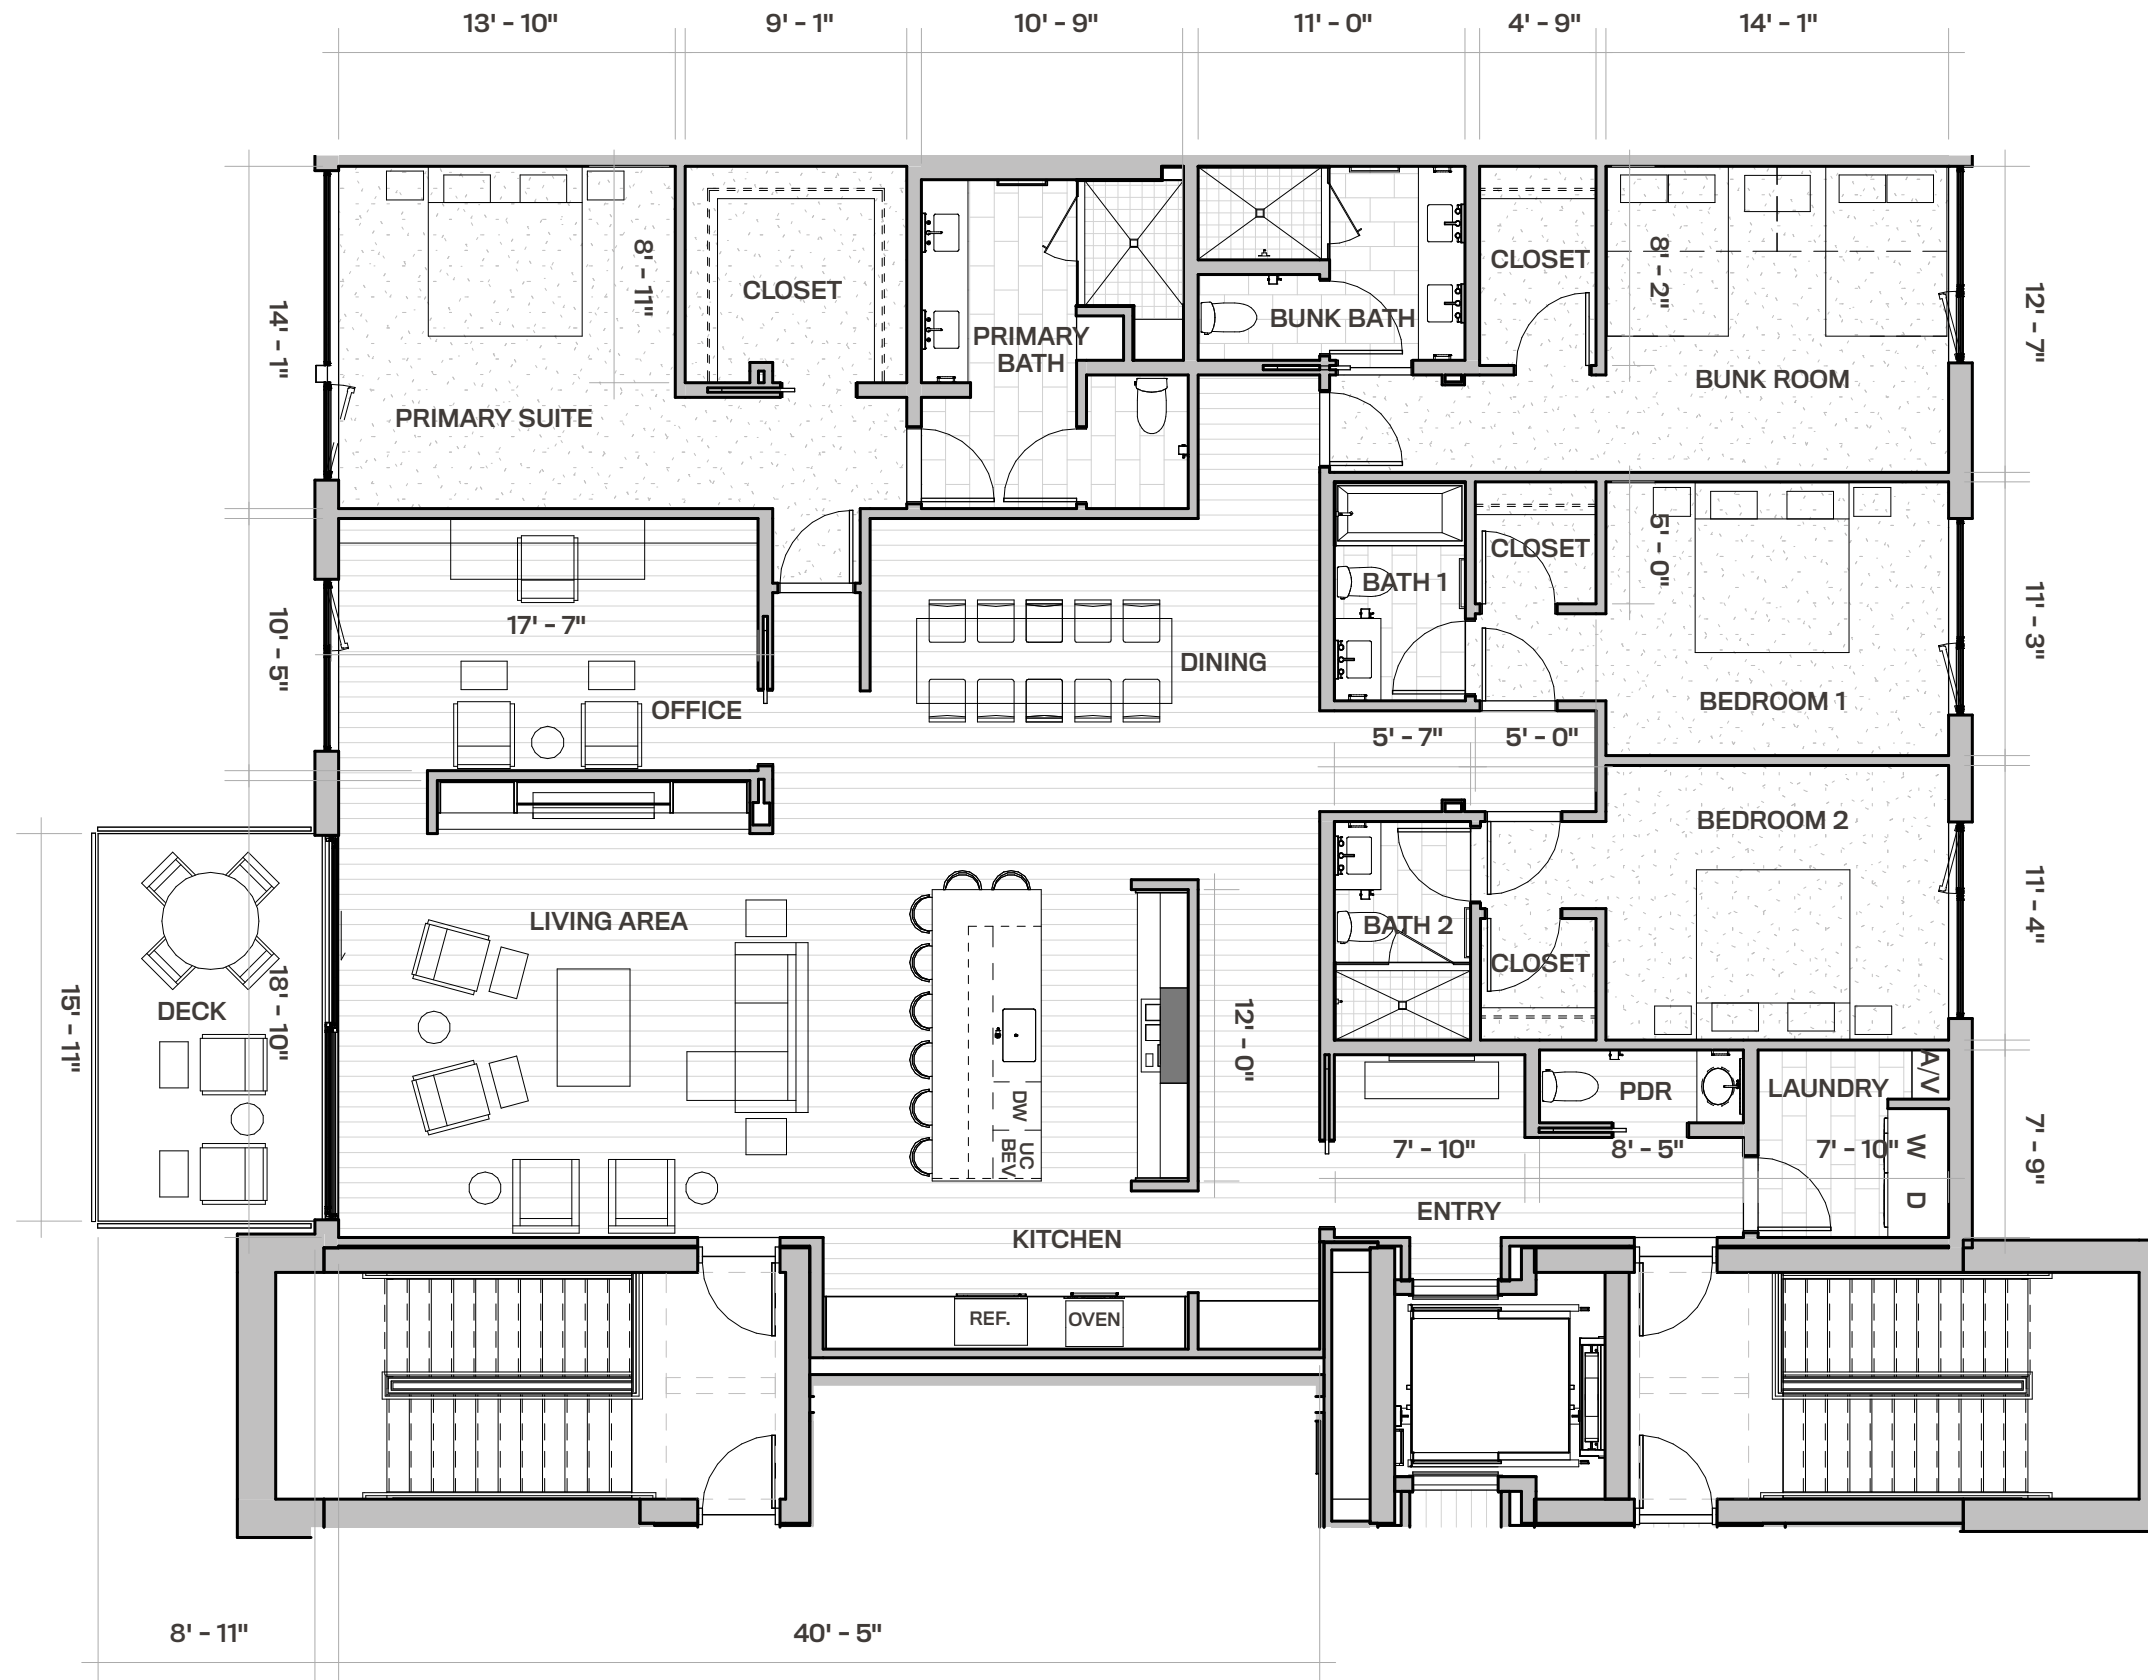 13' - 10"
9' - 1"
10' - 9"
11' - 0"
4' - 9"
14' - 1"
8' - 11"
CLOSET
CLOSET
8' - 2"
14' - 1"
PRIMARY
BATH
BUNK BATH
12' - 7"
PRIMARY SUITE
BUNK ROOM
5' - 0"
CLOSET
BATH 1
17' - 7"
10' - 5"
11' - 3"
DINING
OFFICE
BEDROOM 1
5' - 7"
5' - 0"
BEDROOM 2
LIVING AREA
BATH 2
11' - 4"
CLOSET
DECK
18' - 10"
15' - 11"
12' - 0"
A/V
PDR
LAUNDRY
DW
UC
BEV
7' - 10"
8' - 5"
7' - 10"
W
D
7' - 9"
ENTRY
KITCHEN
REF.
OVEN
8' - 11"
40' - 5"